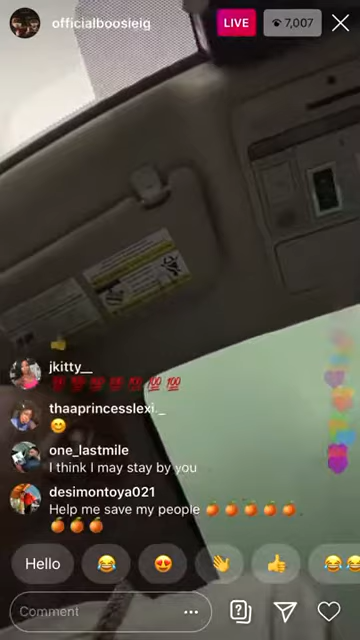 officialboosieig
LIVE
7,007
jkitty__
💯 💯 💯 💯 💯 💯 💯
thaaprincesslexi._
😊
one_lastmile
I think I may stay by you
desimontoya021
Help me save my people 🍊 🍊 🍊 🍊 🍊
🍊 🍊 🍊
Hello
Comment